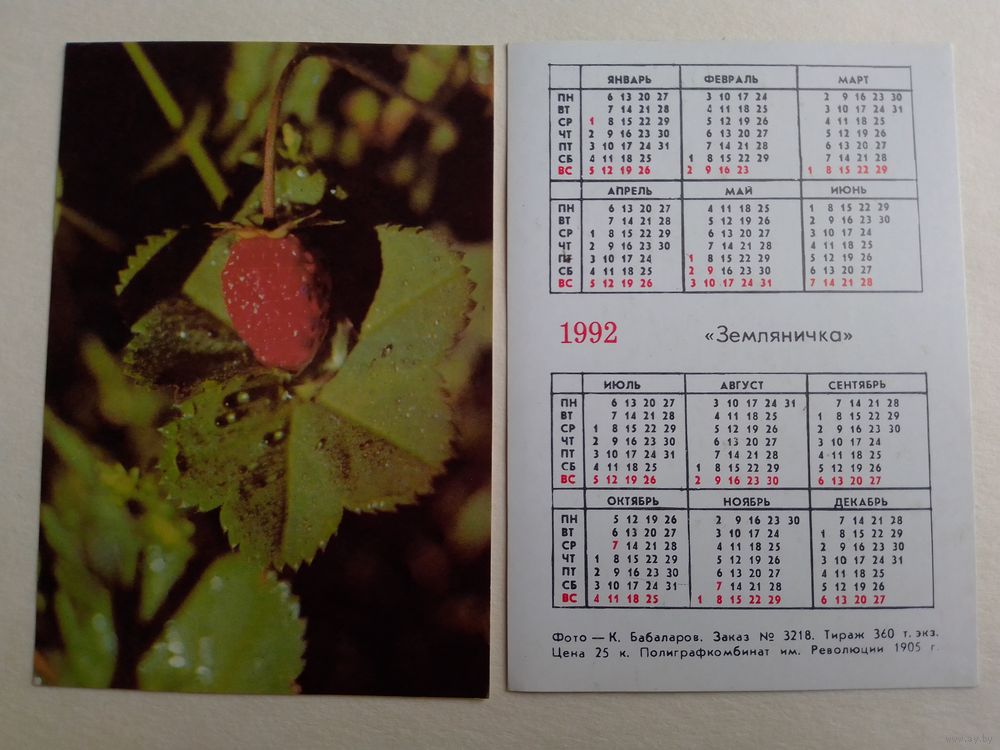 ЯНВАРЬ ФЕВРАЛЬ МАРТ
ПН 6 13 20 27 3 10 17 24 2 9 16 23 30
ВТ 7 14 21 28 4 11 18 25 3 10 17 24 31
СР 1 8 15 22 29 5 12 19 26 4 11 18 25
ЧТ 2 9 16 23 30 6 13 20 27 5 12 19 26
ПТ 3 10 17 24 31 7 14 21 28 6 13 20 27
СБ 4 11 18 25 1 8 15 22 29 7 14 21 28
ВС 5 12 19 26 2 9 16 23 1 8 15 22 29
АПРЕЛЬ МАЙ ИЮНЬ
ПН 6 13 20 27 4 11 18 25 1 8 15 22 29
ВТ 7 14 21 28 5 12 19 26 2 9 16 23 30
СР 1 8 15 22 29 6 13 20 27 3 10 17 24
ЧТ 2 9 16 23 30 7 14 21 28 4 11 18 25
ПТ 3 10 17 24 1 8 15 22 29 5 12 19 26
СБ 4 11 18 25 2 9 16 23 30 6 13 20 27
ВС 5 12 19 26 3 10 17 24 31 7 14 21 28
1992 «Земляничка»
ИЮЛЬ АВГУСТ СЕНТЯБРЬ
ПН 6 13 20 27 3 10 17 24 31 7 14 21 28
ВТ 7 14 21 28 4 11 18 25 1 8 15 22 29
СР 1 8 15 22 29 5 12 19 26 2 9 16 23 30
ЧТ 2 9 16 23 30 6 13 20 27 3 10 17 24
ПТ 3 10 17 24 31 7 14 21 28 4 11 18 25
СБ 4 11 18 25 1 8 15 22 29 5 12 19 26
ВС 5 12 19 26 2 9 16 23 30 6 13 20 27
ОКТЯБРЬ НОЯБРЬ ДЕКАБРЬ
ПН 5 12 19 26 2 9 16 23 30 7 14 21 28
ВТ 6 13 20 27 3 10 17 24 1 8 15 22 29
СР 7 14 21 28 4 11 18 25 2 9 16 23 30
ЧТ 1 8 15 22 29 5 12 19 26 3 10 17 24 31
ПТ 2 9 16 23 30 6 13 20 27 4 11 18 25
СБ 3 10 17 24 31 7 14 21 28 5 12 19 26
ВС 4 11 18 25 1 8 15 22 29 6 13 20 27
Фото — К. Бабаларов. Заказ № 3218. Тираж 360 т. экз.
Цена 25 к. Полиграфкомбинат им. Революции 1905 г.
www.ay.by